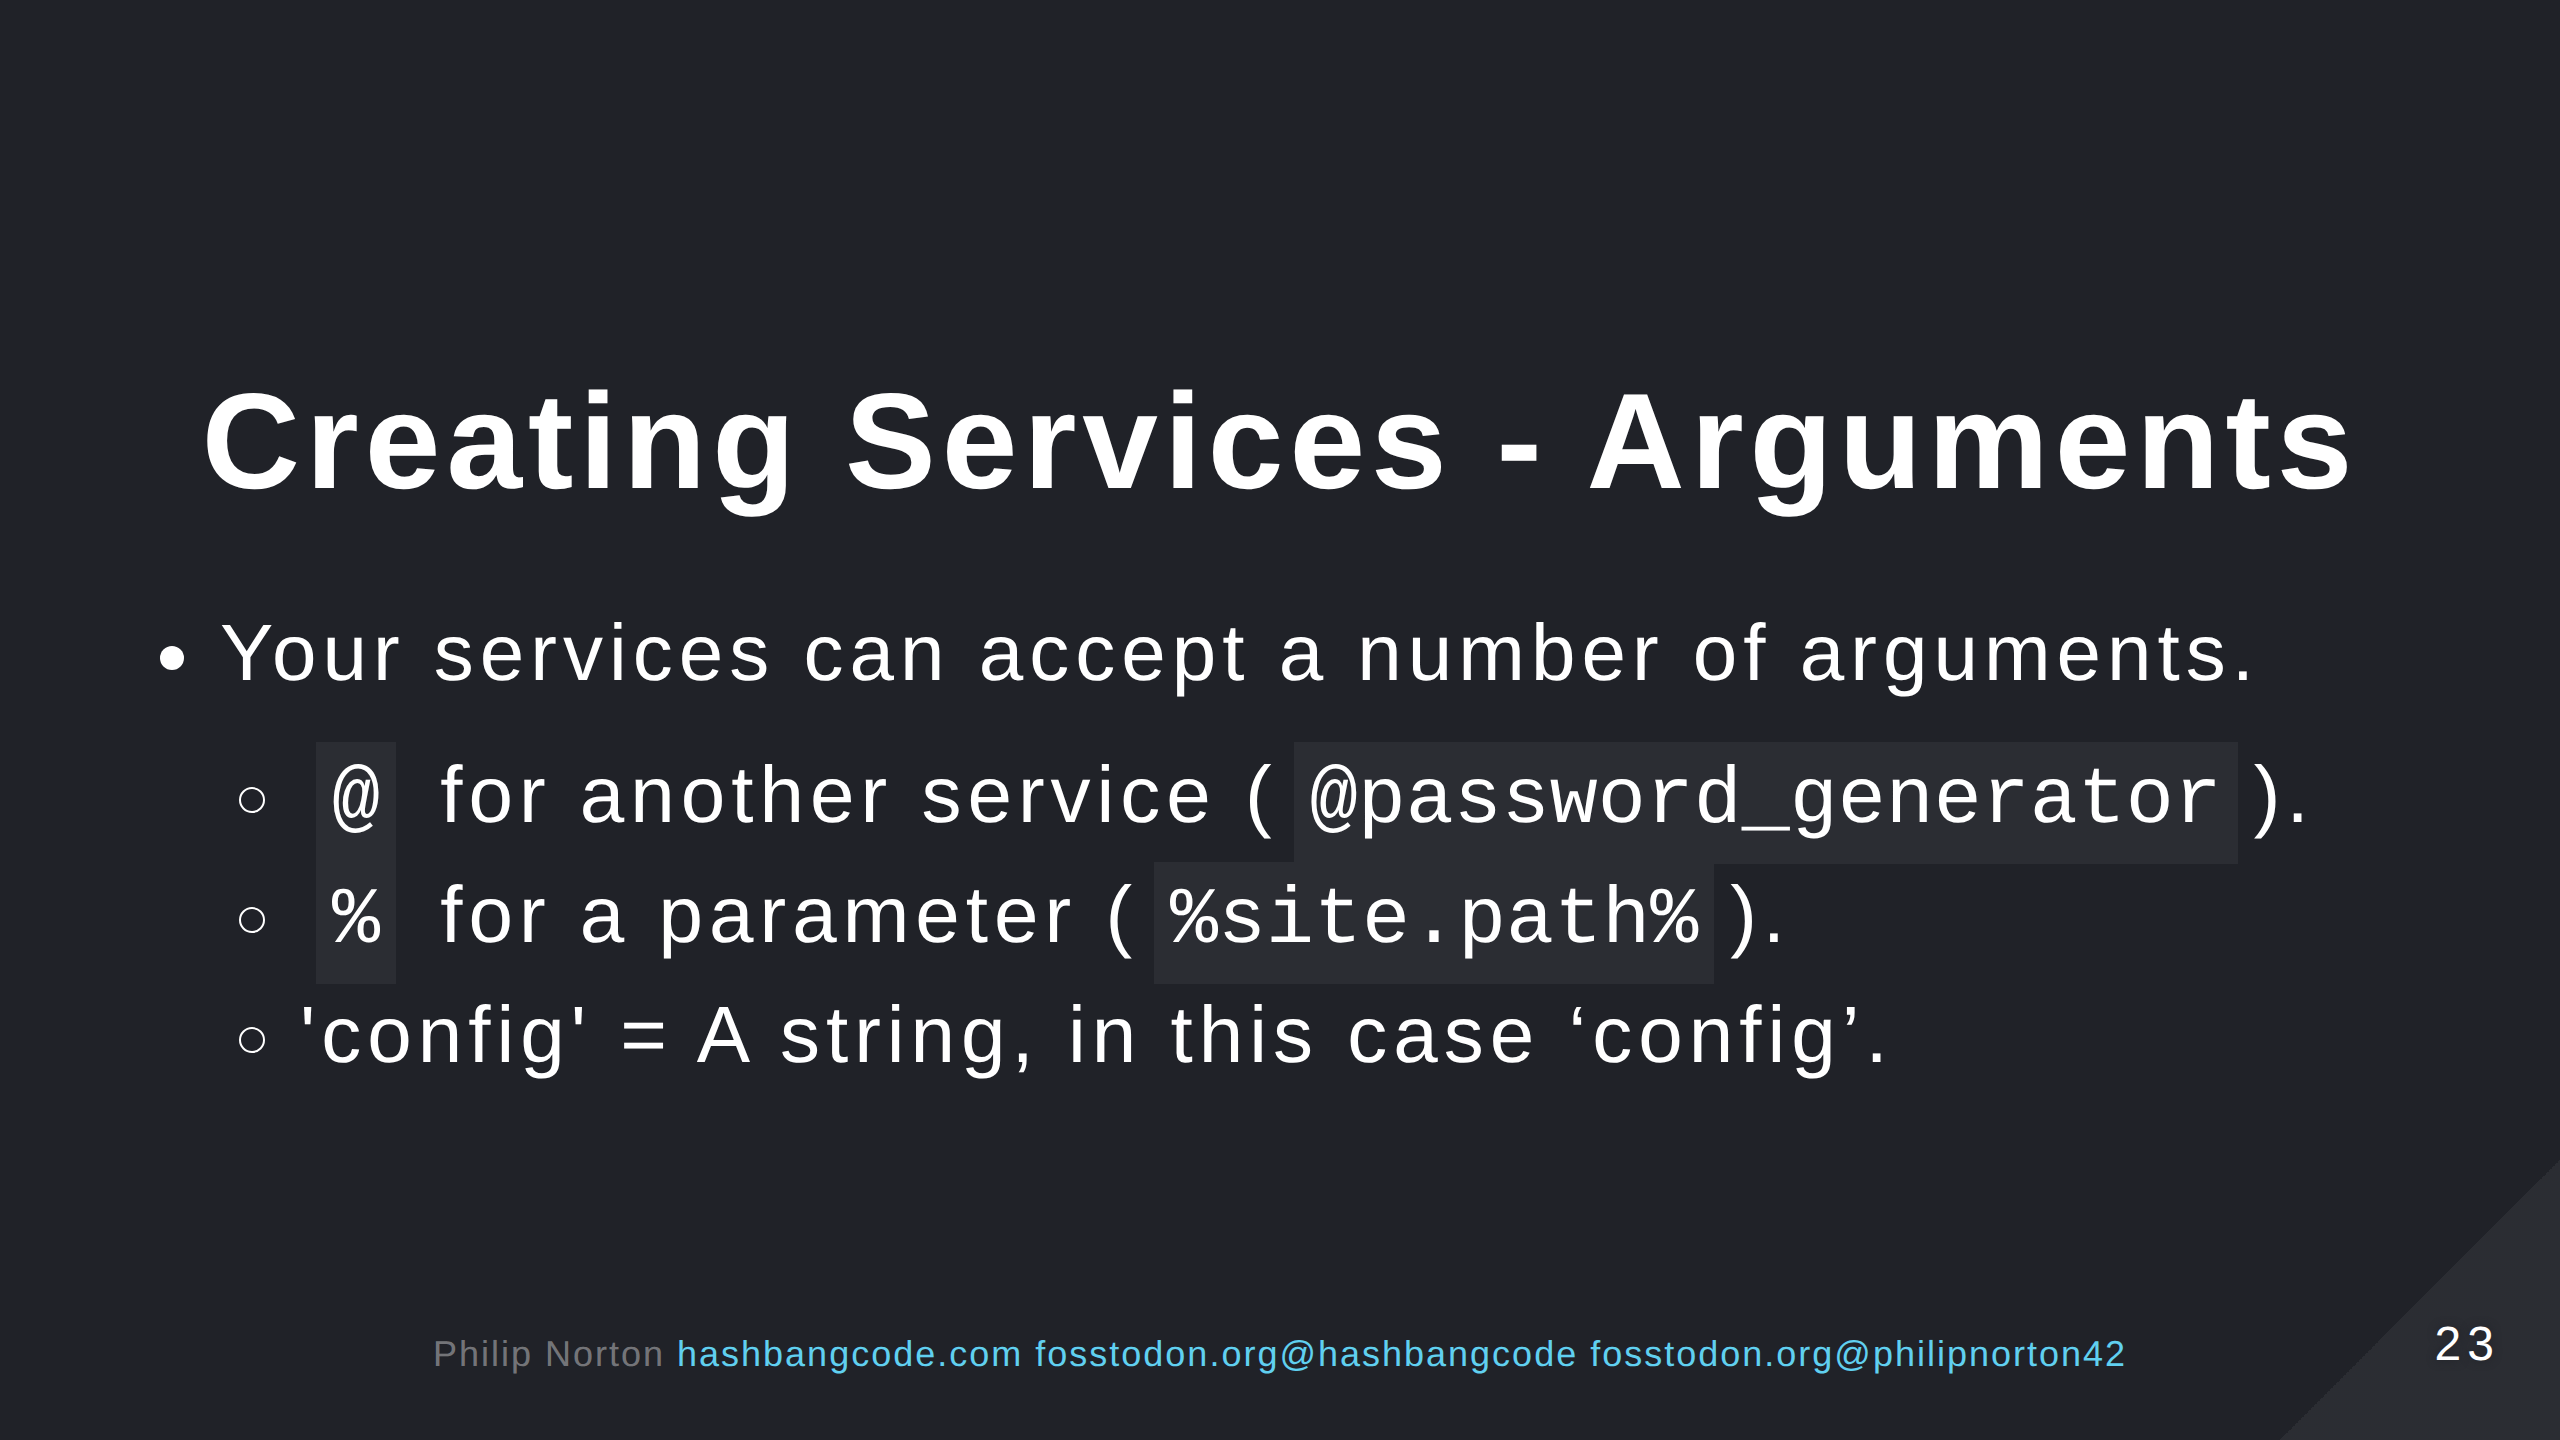 Creating Services - Arguments
• Your services can accept a number of arguments.
○ @ for another service ( @password_generator ).
○ % for a parameter ( %site.path% ).
○ 'config' = A string, in this case ‘config’.
Philip Norton hashbangcode.com fosstodon.org@hashbangcode fosstodon.org@philipnorton42
23